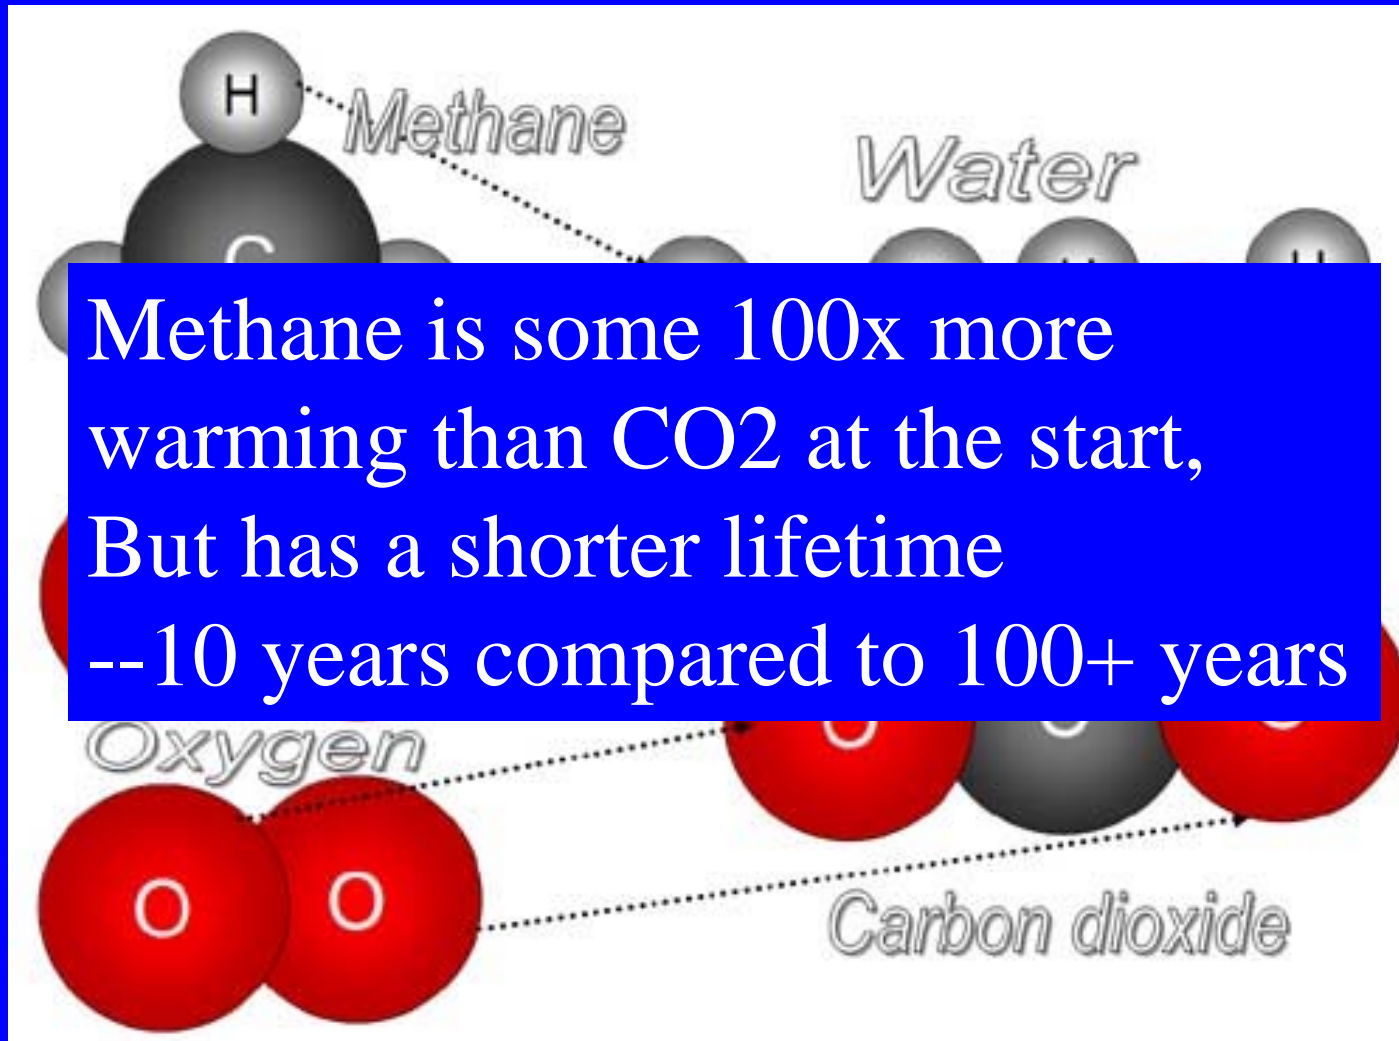 H
Methane
Water
C
H
H
Methane is some 100x more
warming than CO2 at the start,
But has a shorter lifetime
--10 years compared to 100+ years
Oxygen
O
O
O
O
Carbon dioxide